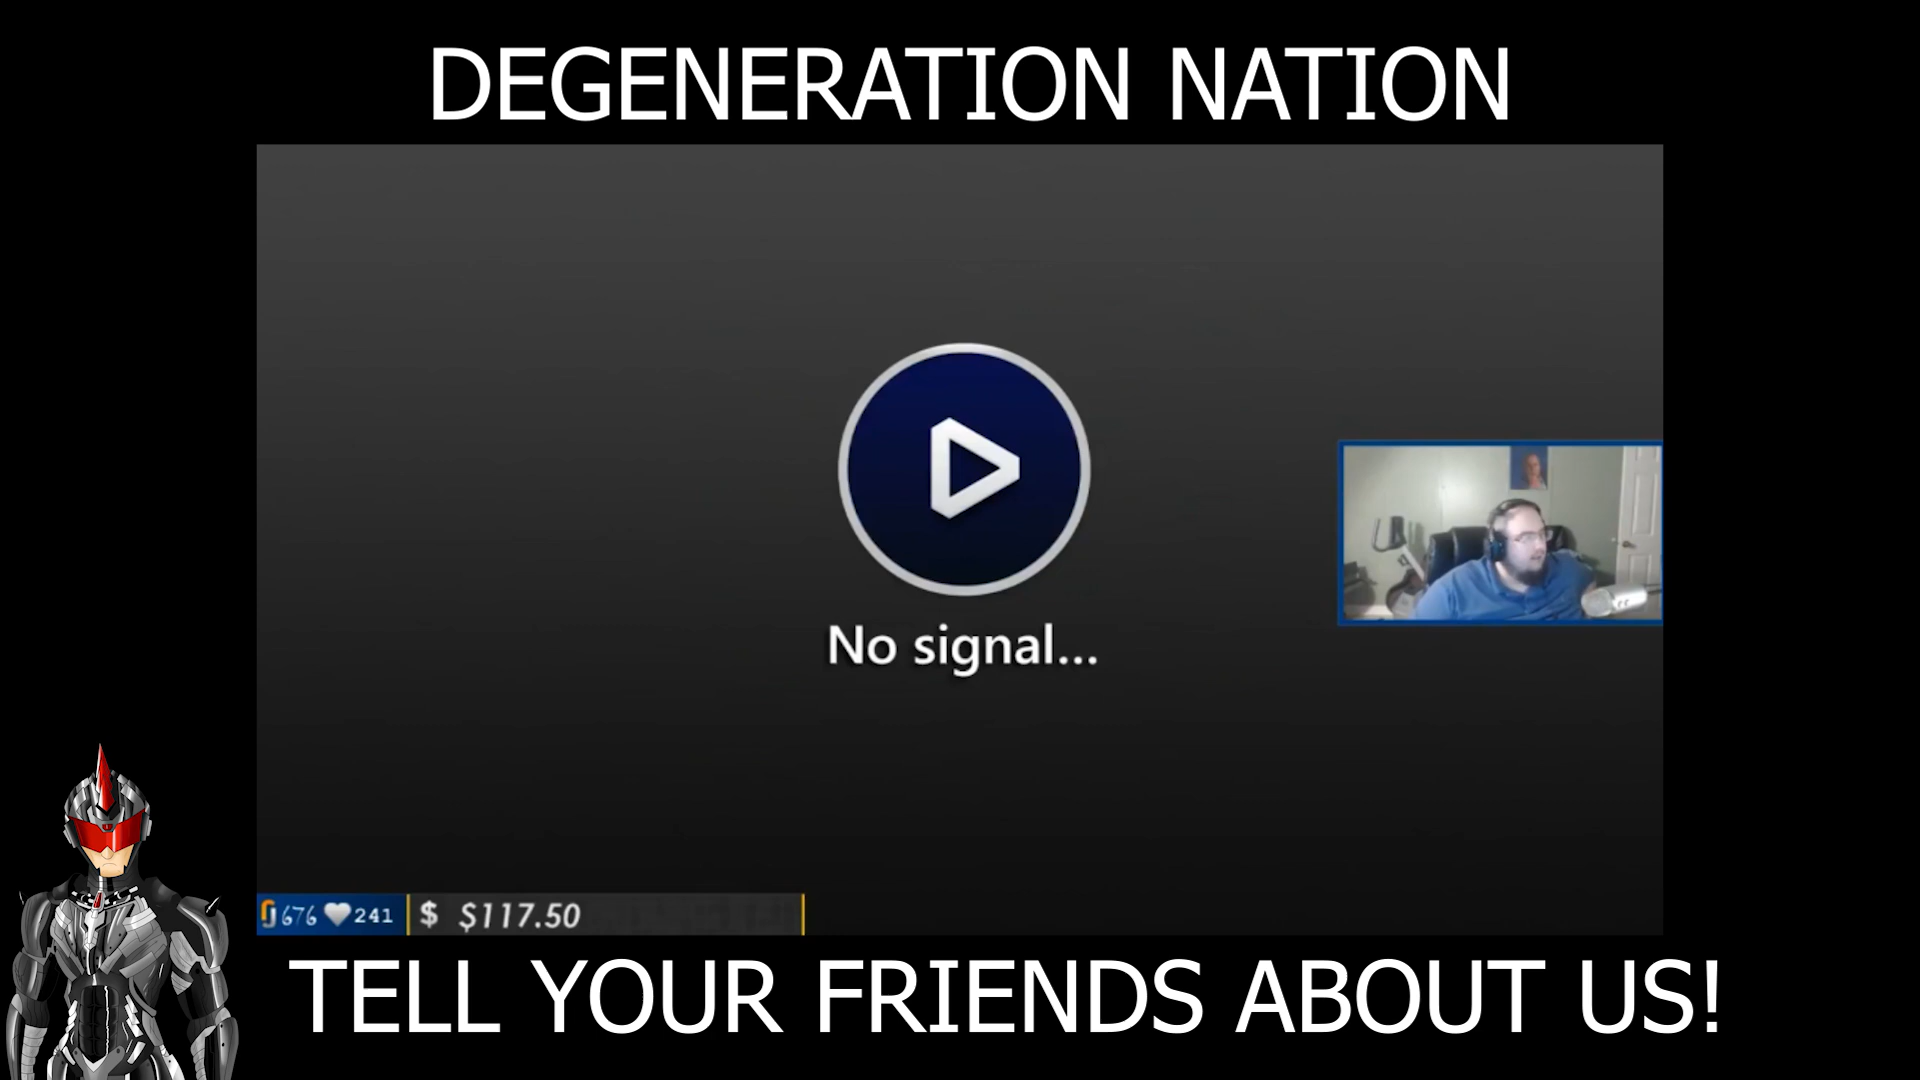 DEGENERATION NATION
No signal...
676 241 $ $117.50
TELL YOUR FRIENDS ABOUT US!